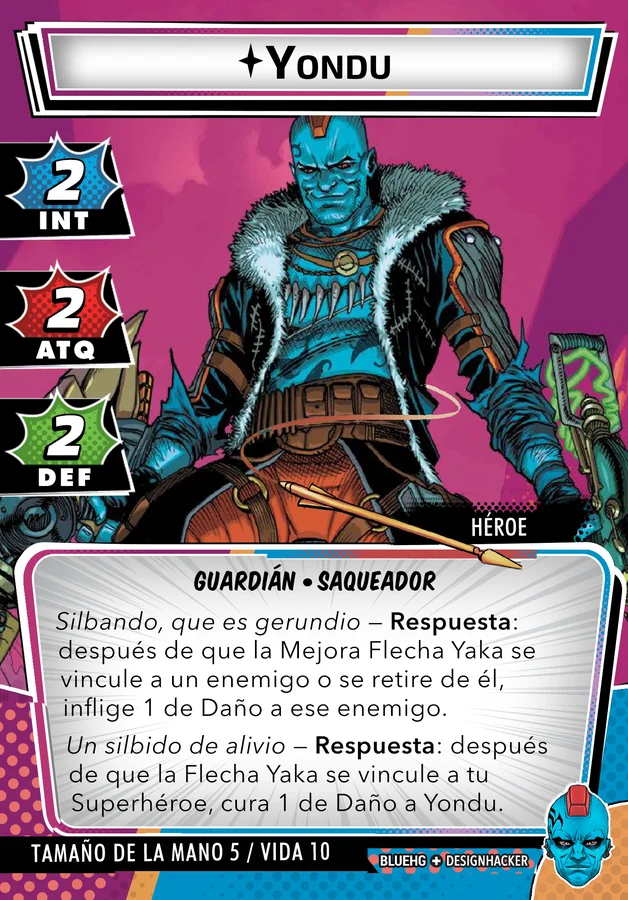 YONDU
2
INT
2
ATQ
2
DEF
HÉROE
GUARDIÁN • SAQUEADOR
Silbando, que es gerundio – Respuesta:
después de que la Mejora Flecha Yaka se
vincule a un enemigo o se retire de él,
inflige 1 de Daño a ese enemigo.
Un silbido de alivio – Respuesta: después
de que la Flecha Yaka se vincule a tu
Superhéroe, cura 1 de Daño a Yondu.
TAMAÑO DE LA MANO 5 / VIDA 10
BLUEHG + DESIGNHACKER